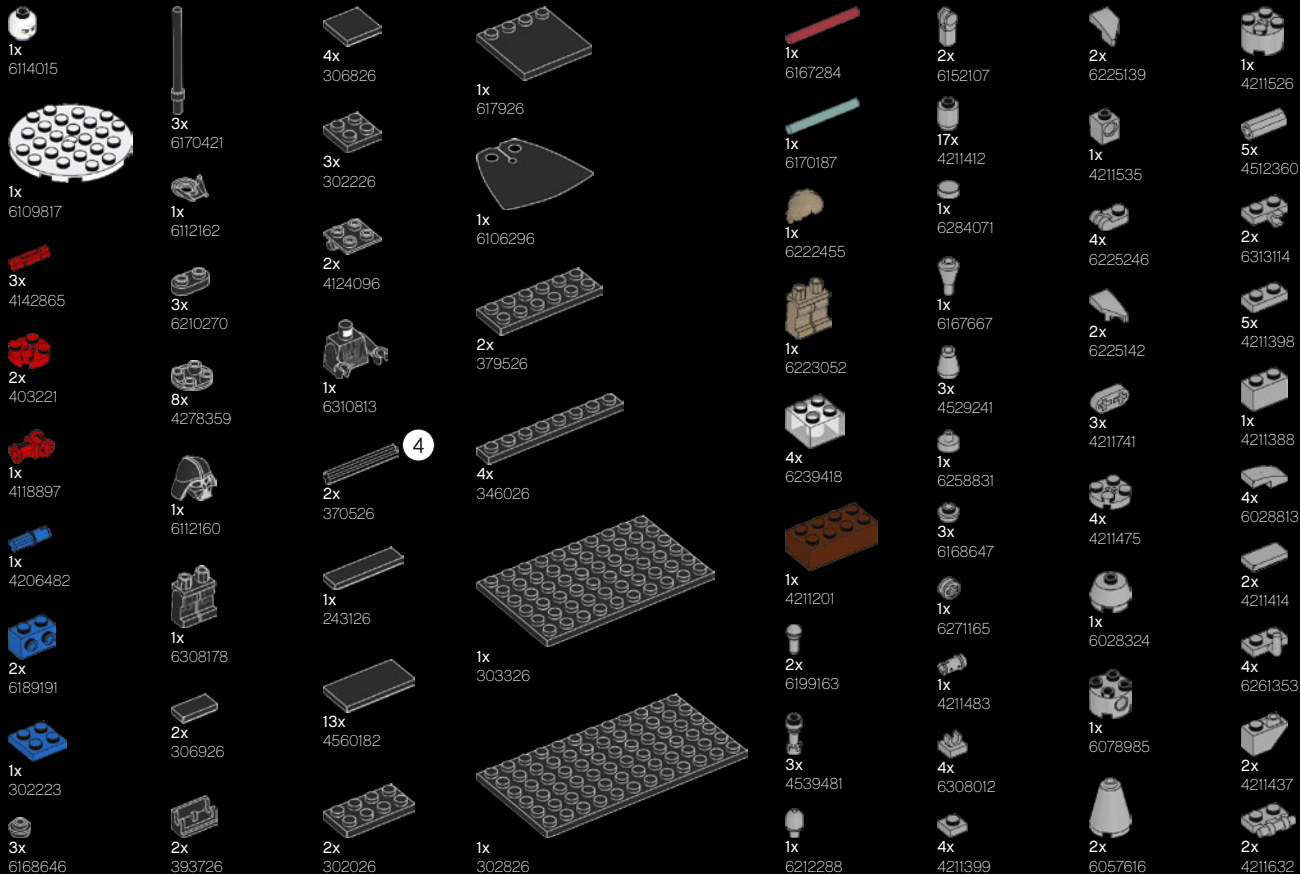 1x
6114015
1x
6109817
3x
4142865
2x
403221
1x
4118897
1x
4206482
2x
6189191
1x
302223
3x
6168646
3x
6170421
1x
6112162
3x
6210270
8x
4278359
1x
6112160
1x
6308178
2x
306926
2x
393726
4x
306826
3x
302226
2x
4124096
1x
6310813
4
2x
370526
1x
243126
13x
4560182
2x
302026
1x
617926
1x
6106296
2x
379526
4x
346026
1x
303326
1x
302826
1x
6167284
1x
6170187
1x
6222455
1x
6223052
4x
6239418
1x
4211201
2x
6199163
3x
4539481
1x
6212288
2x
6152107
17x
4211412
1x
6284071
1x
6167667
3x
4529241
1x
6258831
3x
6168647
1x
6271165
1x
4211483
4x
6308012
4x
4211399
2x
6225139
1x
4211535
4x
6225246
2x
6225142
3x
4211741
4x
4211475
1x
6028324
1x
6078985
2x
6057616
1x
4211526
5x
4512360
2x
6313114
5x
4211398
1x
4211388
4x
6028813
2x
4211414
4x
6261353
2x
4211437
2x
4211632